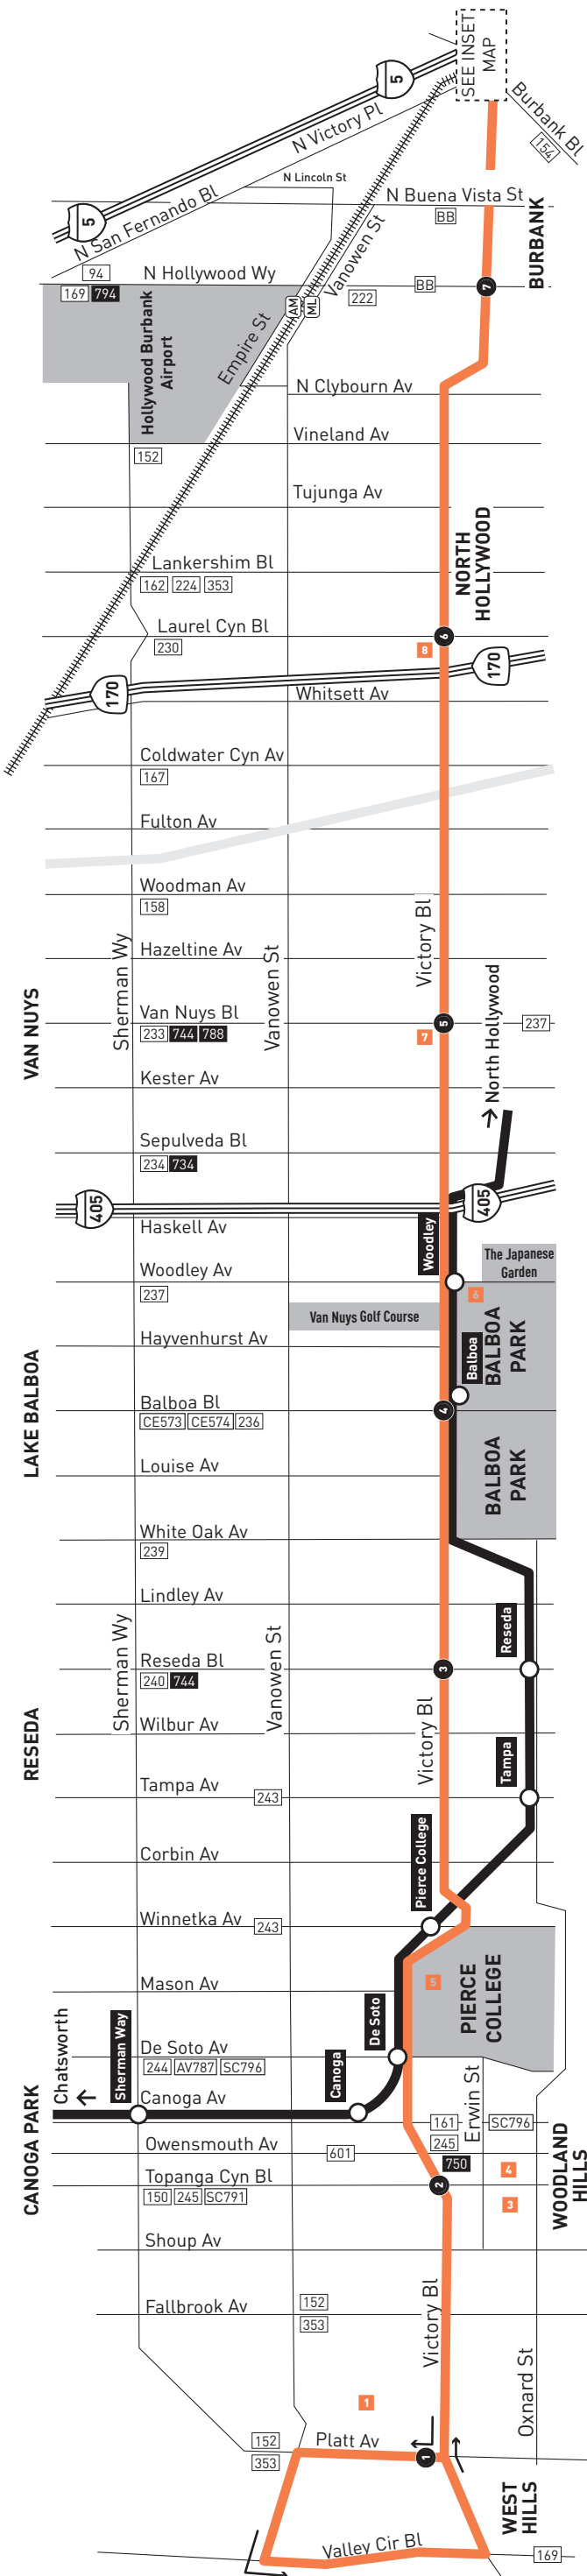 SEE INSET
MAP
5
N Victory Pl
Burbank Bl
154
N Lincoln St
N San Fernando Bl
5
N Buena Vista St
BB
BURBANK
Vanowen St
94
N Hollywood Wy
169 794
AM
ML
222
BB
7
Hollywood Burbank
Airport
Empire St
N Clybourn Av
Vineland Av
152
Tujunga Av
NORTH
HOLLYWOOD
Lankershim Bl
162 224 353
Laurel Cyn Bl
230
6
8
170
170
Whitsett Av
Coldwater Cyn Av
167
Fulton Av
Woodman Av
158
Victory Bl
Hazeltine Av
Sherman Wy
Vanowen St
North Hollywood
VAN NUYS
Van Nuys Bl
233 744 788
5
7
237
Kester Av
Sepulveda Bl
234 734
405
405
Haskell Av
Woodley
Woodley Av
237
The Japanese
Garden
6
Van Nuys Golf Course
BALBOA
PARK
Hayvenhurst Av
Balboa
LAKE BALBOA
Balboa Bl
CE573 CE574 236
4
Louise Av
BALBOA
PARK
White Oak Av
239
Lindley Av
Sherman Wy
Vanowen St
Reseda
Reseda Bl
240 744
3
RESEDA
Wilbur Av
Victory Bl
Tampa
Tampa Av
243
Corbin Av
Pierce College
Winnetka Av
243
Mason Av
5
PIERCE
COLLEGE
De Soto
Chatsworth
Sherman Way
De Soto Av
244 AV787 SC796
Canoga
Erwin St
CANOGA PARK
Canoga Av
161
SC796
245
Owensmouth Av
601
750
Topanga Cyn Bl
150 245 SC791
2
4
3
WOODLAND
HILLS
Shoup Av
Fallbrook Av
152
353
Victory Bl
Oxnard St
1
152
353
Platt Av
1
WEST
HILLS
Valley Cir Bl
169